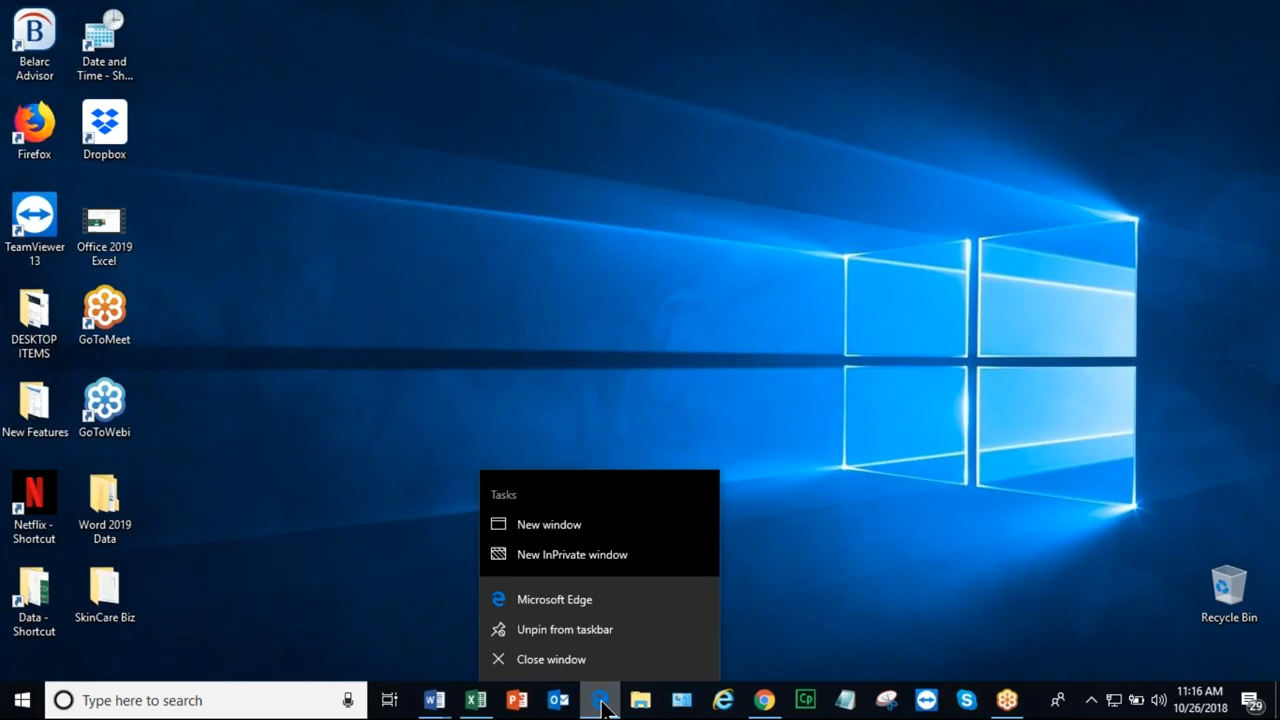 B
Belarc
Advisor
Date and
Time - Sh...
Firefox
Dropbox
TeamViewer
13
Office 2019
Excel
DESKTOP
ITEMS
GoToMeet
New Features
GoToWebi
N
Netflix -
Shortcut
Word 2019
Data
Data -
Shortcut
SkinCare Biz
Recycle Bin
Tasks
New window
New InPrivate window
Microsoft Edge
Unpin from taskbar
Close window
Type here to search
Cp
11:16 AM
10/26/2018
29